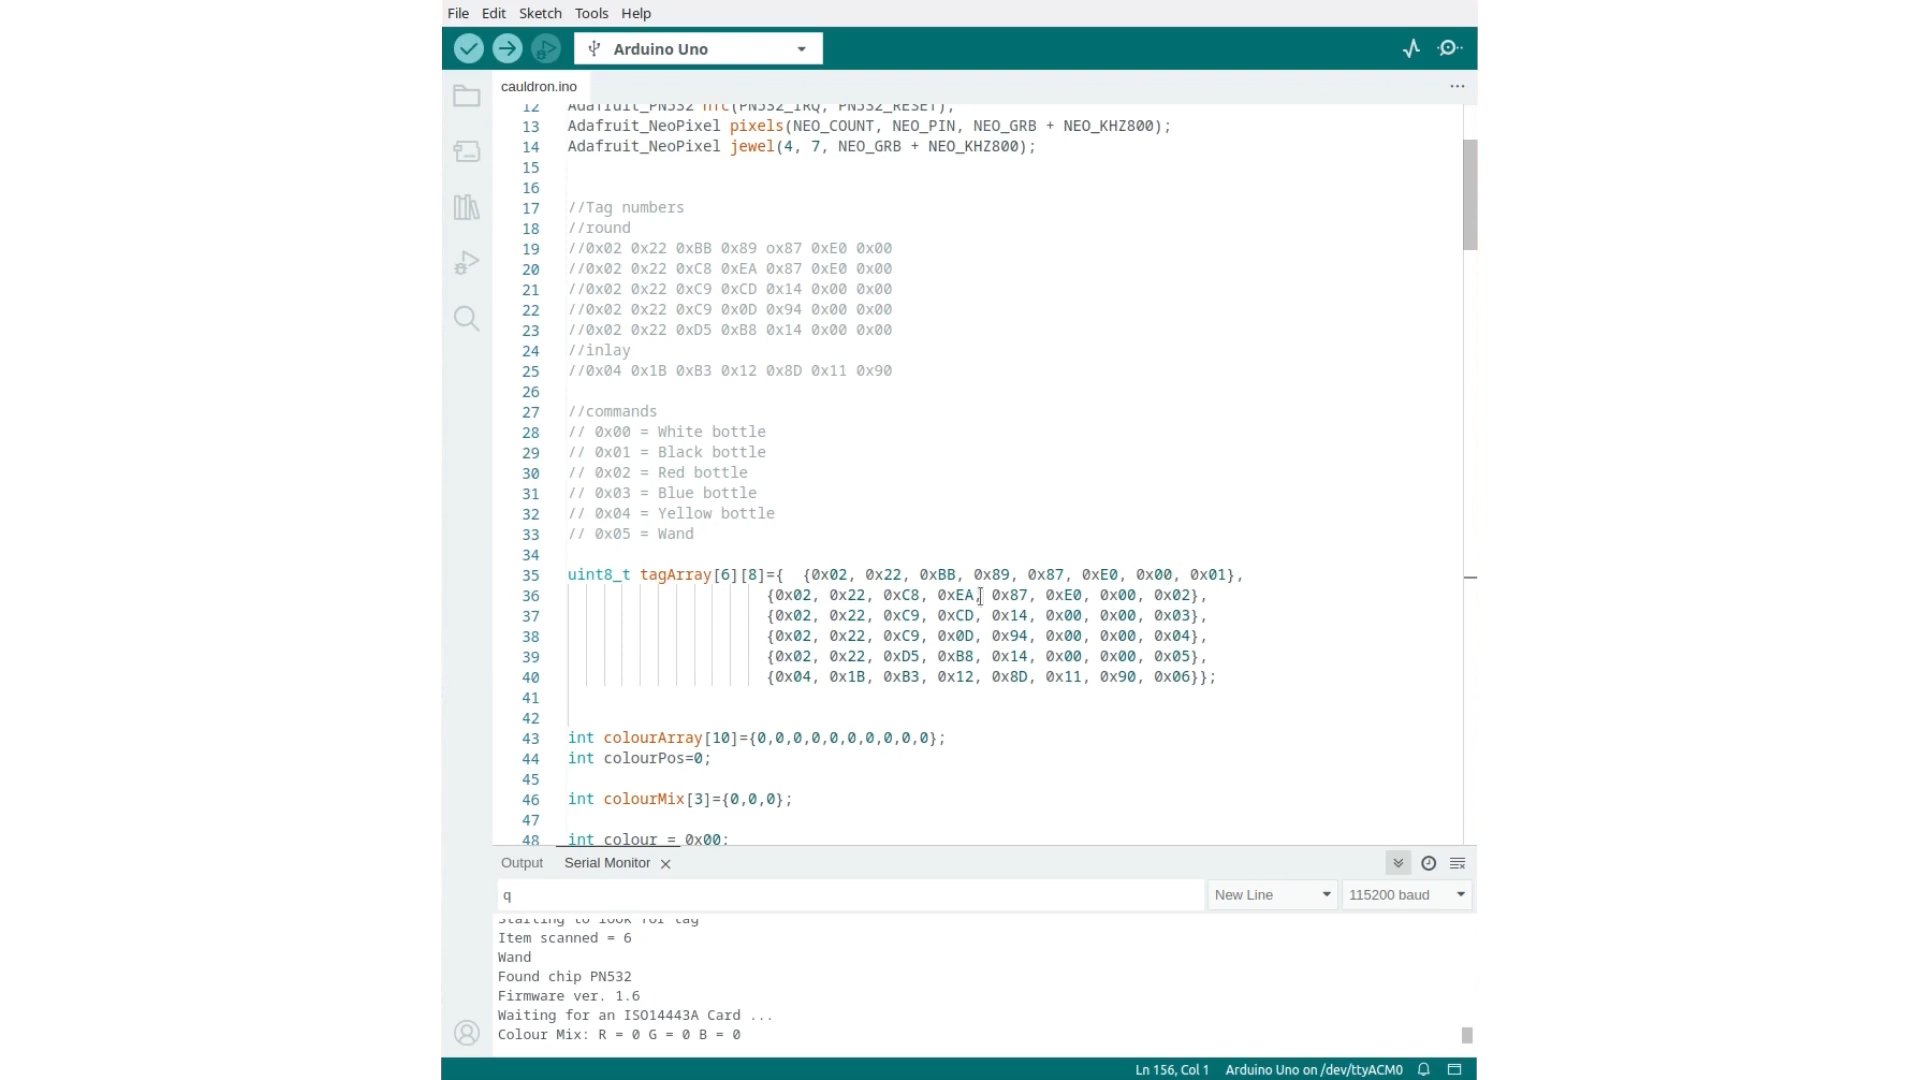 File Edit Sketch Tools Help
Arduino Uno
cauldron.ino
12 Adafruit_PN532 nfc(PN532_IRQ, PN532_RESET);
13 Adafruit_NeoPixel pixels(NEO_COUNT, NEO_PIN, NEO_GRB + NEO_KHZ800);
14 Adafruit_NeoPixel jewel(4, 7, NEO_GRB + NEO_KHZ800);
15
16
17 //Tag numbers
18 //round
19 //0x02 0x22 0xBB 0x89 ox87 0xE0 0x00
20 //0x02 0x22 0xC8 0xEA 0x87 0xE0 0x00
21 //0x02 0x22 0xC9 0xCD 0x14 0x00 0x00
22 //0x02 0x22 0xC9 0x0D 0x94 0x00 0x00
23 //0x02 0x22 0xD5 0xB8 0x14 0x00 0x00
24 //inlay
25 //0x04 0x1B 0xB3 0x12 0x8D 0x11 0x90
26
27 //commands
28 // 0x00 = White bottle
29 // 0x01 = Black bottle
30 // 0x02 = Red bottle
31 // 0x03 = Blue bottle
32 // 0x04 = Yellow bottle
33 // 0x05 = Wand
34
35 uint8_t tagArray[6][8]={ {0x02, 0x22, 0xBB, 0x89, 0x87, 0xE0, 0x00, 0x01},
36 {0x02, 0x22, 0xC8, 0xEA, 0x87, 0xE0, 0x00, 0x02},
37 {0x02, 0x22, 0xC9, 0xCD, 0x14, 0x00, 0x00, 0x03},
38 {0x02, 0x22, 0xC9, 0x0D, 0x94, 0x00, 0x00, 0x04},
39 {0x02, 0x22, 0xD5, 0xB8, 0x14, 0x00, 0x00, 0x05},
40 {0x04, 0x1B, 0xB3, 0x12, 0x8D, 0x11, 0x90, 0x06}};
41
42
43 int colourArray[10]={0,0,0,0,0,0,0,0,0,0};
44 int colourPos=0;
45
46 int colourMix[3]={0,0,0};
47
48 int colour = 0x00;
Output Serial Monitor
q New Line 115200 baud
Starting to look for tag
Item scanned = 6
Wand
Found chip PN532
Firmware ver. 1.6
Waiting for an ISO14443A Card ...
Colour Mix: R = 0 G = 0 B = 0
Ln 156, Col 1 Arduino Uno on /dev/ttyACM0